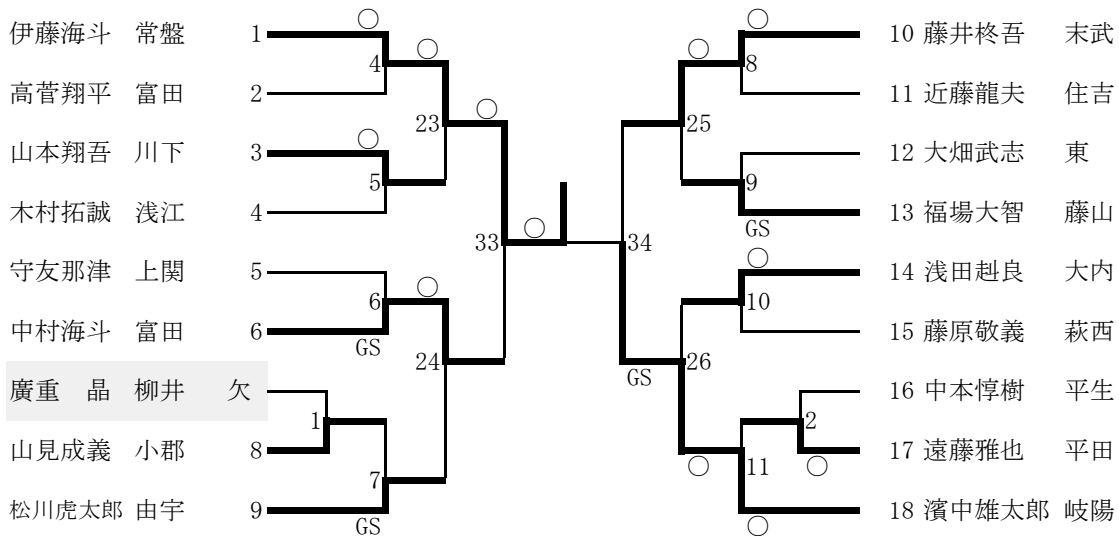 伊藤海斗 常盤 1
高菅翔平 富田 2
山本翔吾 川下 3
木村拓誠 浅江 4
守友那津 上関 5
中村海斗 富田 6
廣重 晶 柳井 欠
山見成義 小郡 8
松川虎太郎 由宇 9
○
4
○
23
○
○
5
33
○
6
○
GS
24
1
7
GS
○
○
8
25
9
GS
34
○
10
GS
26
2
○
○
11
○
10 藤井柊吾 末武
11 近藤龍夫 住吉
12 大畑武志 東
13 福場大智 藤山
14 浅田赳良 大内
15 藤原敬義 萩西
16 中本惇樹 平生
17 遠藤雅也 平田
18 濱中雄太郎 岐陽